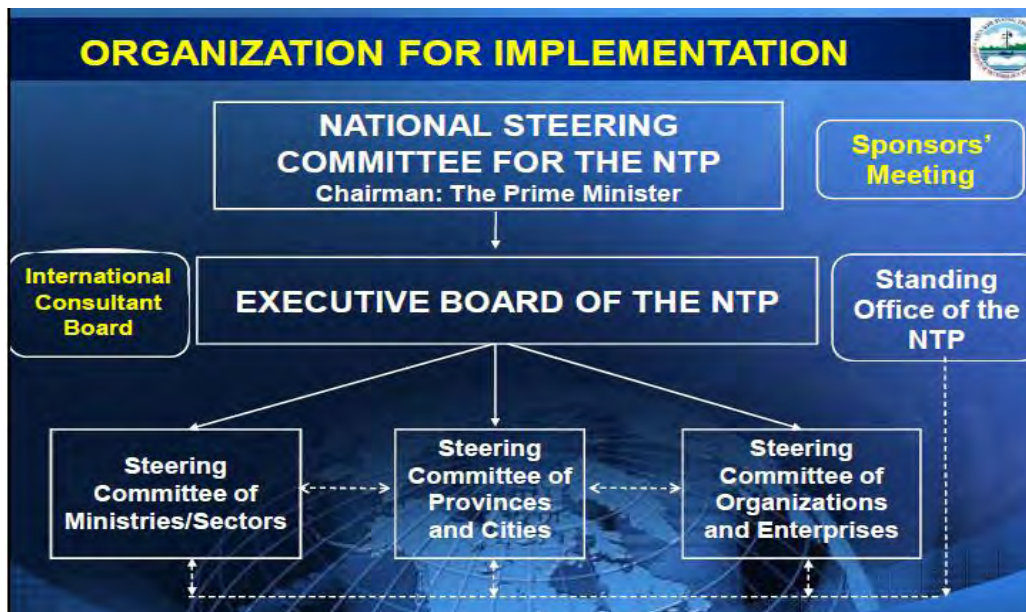 ORGANIZATION FOR IMPLEMENTATION
NATIONAL STEERING
COMMITTEE FOR THE NTP
Chairman: The Prime Minister
Sponsors'
Meeting
International
Consultant
Board
EXECUTIVE BOARD OF THE NTP
Standing
Office of the
NTP
Steering
Committee of
Ministries/Sectors
Steering
Committee of
Provinces
and Cities
Steering
Committee of
Organizations
and Enterprises